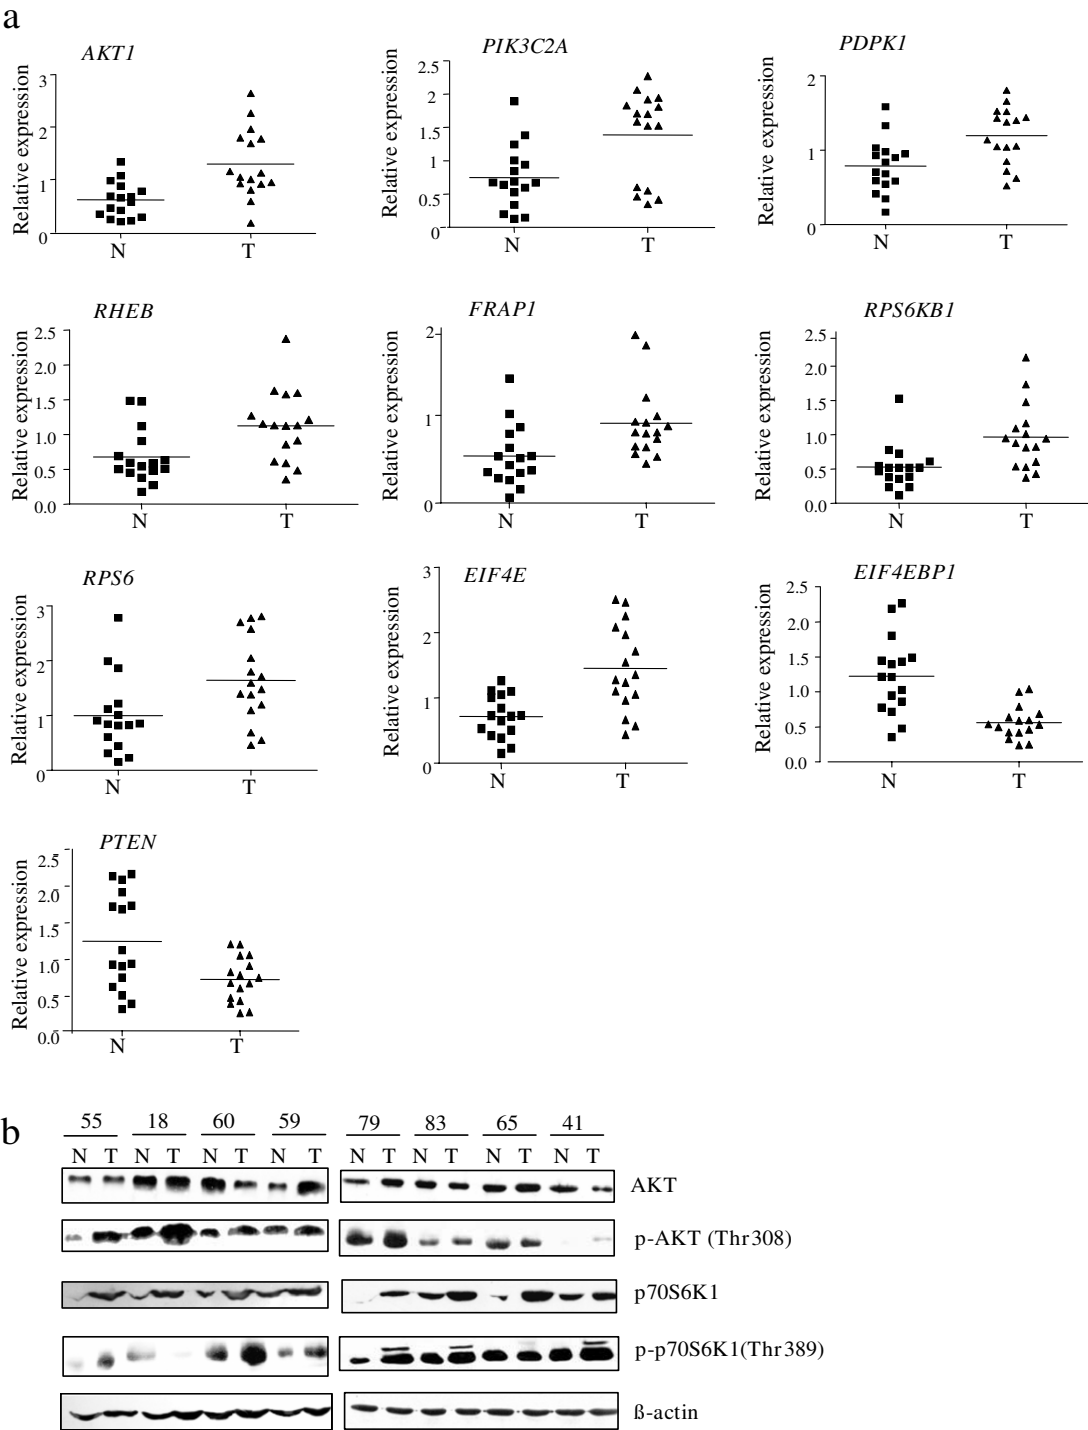 a
AKT1
Relative expression
3
2
1
0
N T
PIK3C2A
Relative expression
2.5
2
1.5
1
0.5
0
N T
PDPK1
Relative expression
2
1
0
N T
RHEB
Relative expression
2.5
2.0
1.5
1.0
0.5
0.0
N T
FRAP1
Relative expression
2
1
0
N T
RPS6KB1
Relative expression
2.5
2.0
1.5
1.0
0.5
0.0
N T
RPS6
Relative expression
3
2
1
0
N T
EIF4E
Relative expression
3
2
1
0
N T
EIF4EBP1
Relative expression
2.5
2.0
1.5
1.0
0.5
0.0
N T
PTEN
Relative expression
2.5
2.0
1.5
1.0
0.5
0.0
N T
b
55 18 60 59 79 83 65 41
N T N T N T N T N T N T N T N T
AKT
p-AKT (Thr308)
p70S6K1
p-p70S6K1(Thr389)
ß-actin